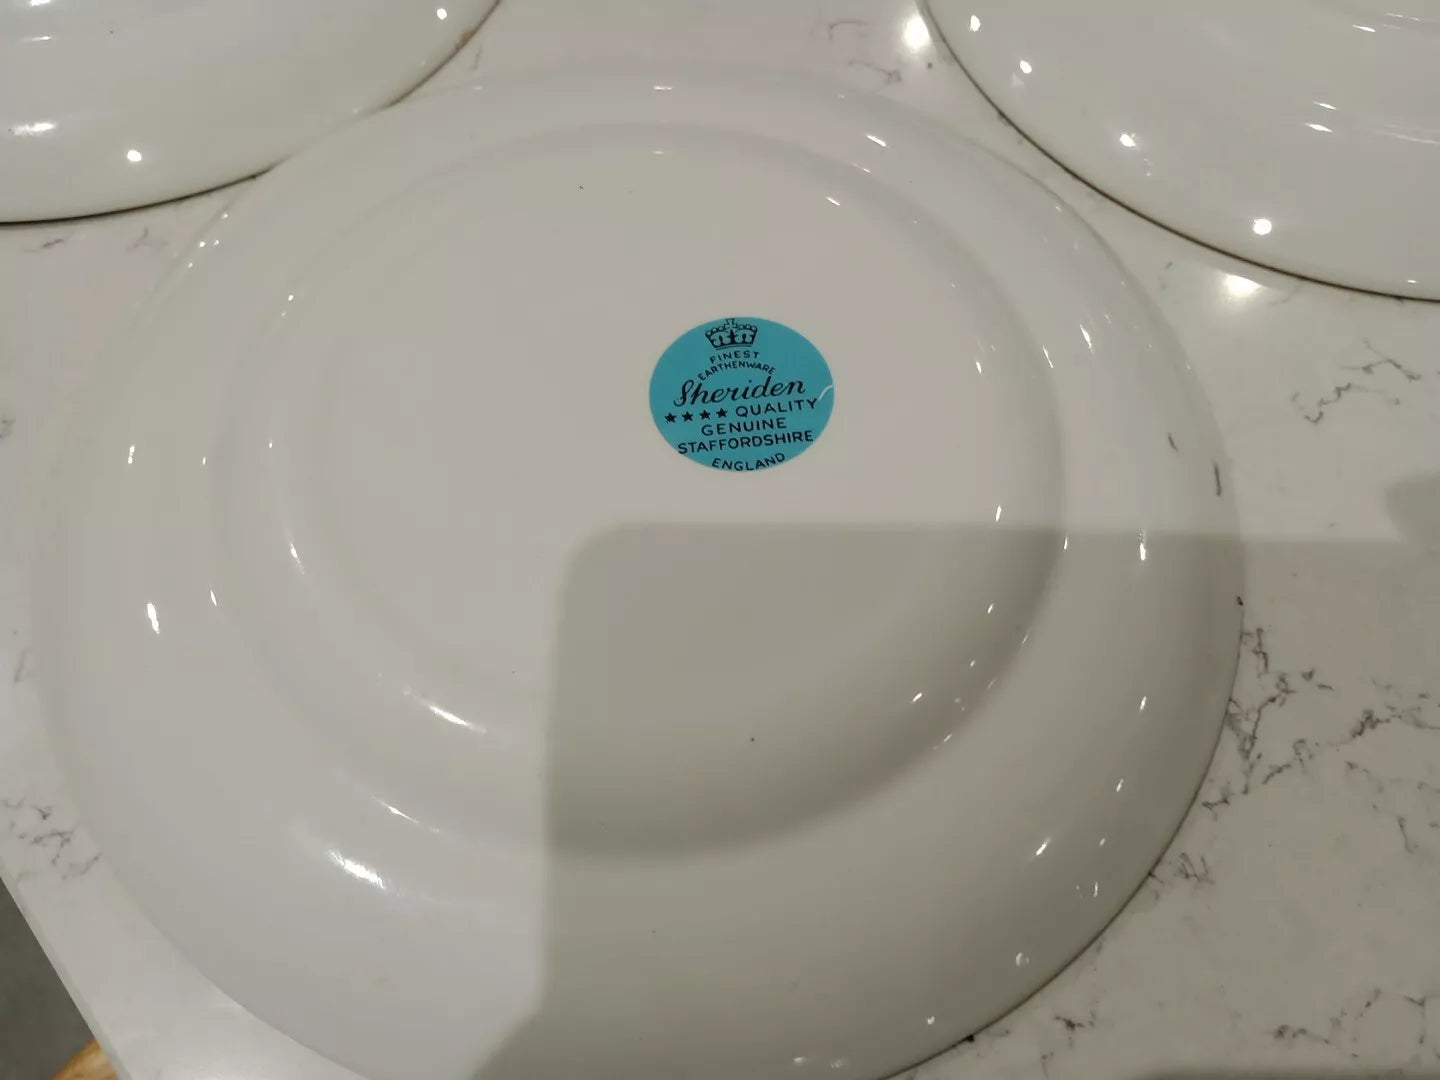 FINEST
EARTHENWARE
Sheriden
★★★★ QUALITY
GENUINE
STAFFORDSHIRE
ENGLAND